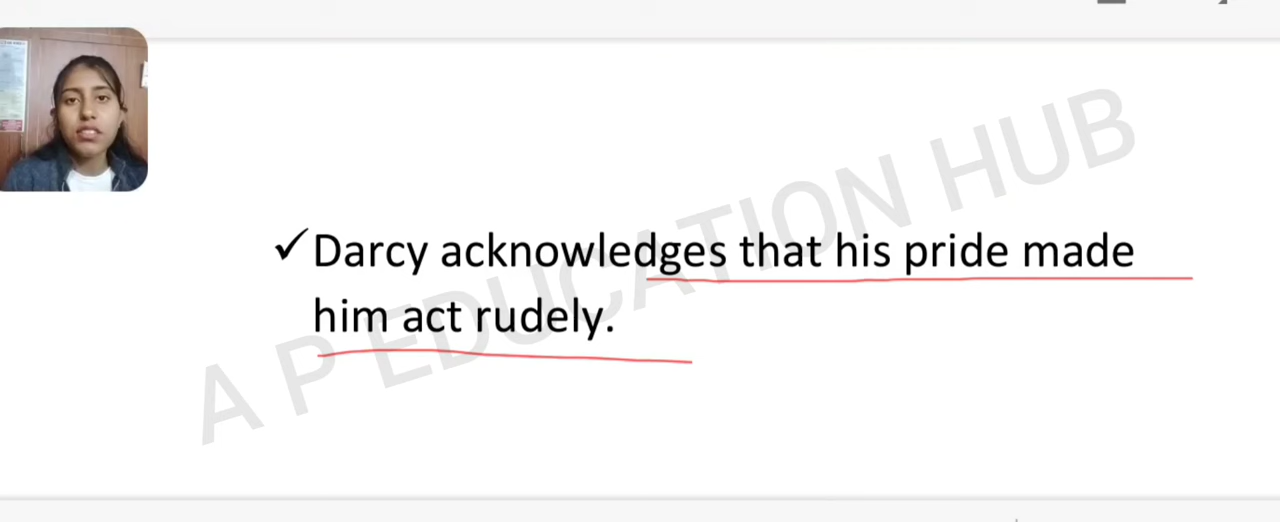 ✓Darcy acknowledges that his pride made
him act rudely.
A P EDUCATION HUB